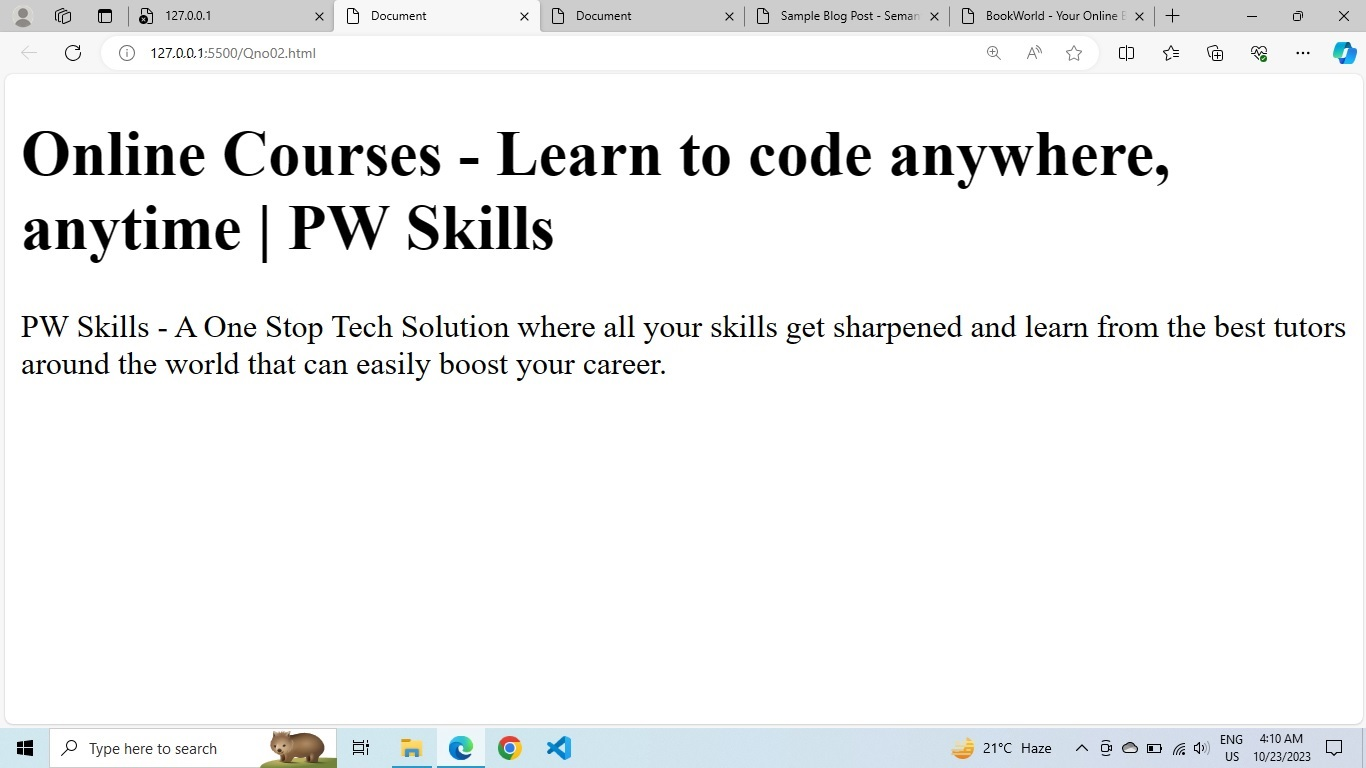 127.0.0.1
Document
Document
Sample Blog Post - Seman
BookWorld - Your Online B
127.0.0.1:5500/Qno02.html
Online Courses - Learn to code anywhere,
anytime | PW Skills
PW Skills - A One Stop Tech Solution where all your skills get sharpened and learn from the best tutors
around the world that can easily boost your career.
Type here to search
21°C Haze
ENG
US
4:10 AM
10/23/2023